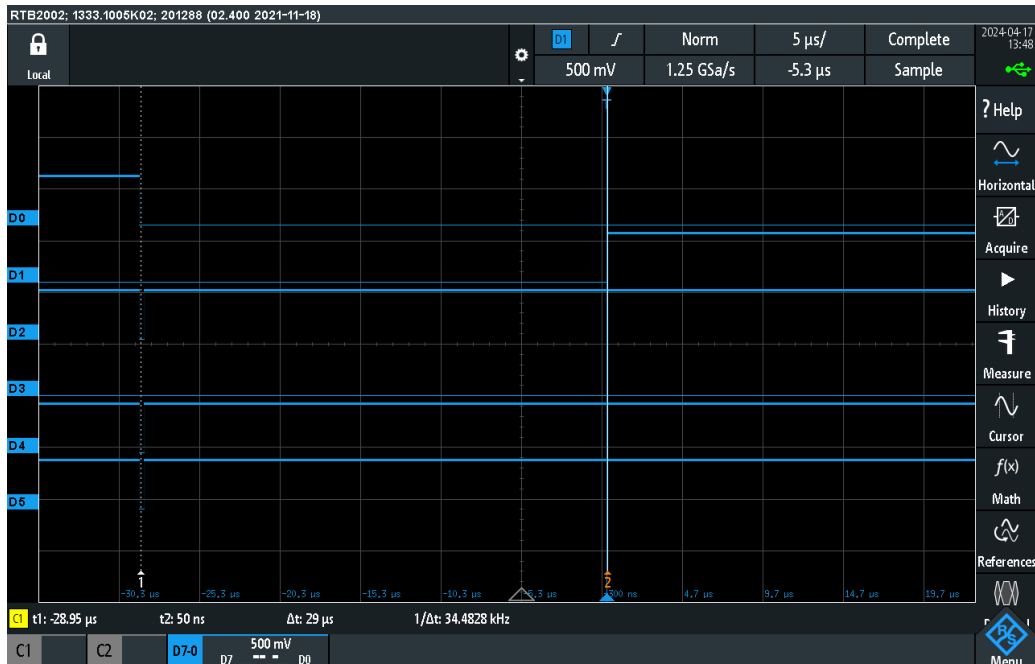 RTB2002; 1333.1005K02; 201288 (02.400 2021-11-18)
Local
D1 Norm 5 µs/ Complete
500 mV 1.25 GSa/s -5.3 µs Sample
2024-04-17
13:48
? Help
Horizontal
Acquire
History
Measure
Cursor
f(x)
Math
References
Menu
D0
D1
D2
D3
D4
D5
T
1
2
-30,3 µs -25,3 µs -20,3 µs -15,3 µs -10,3 µs 4,7 µs 9,7 µs 14,7 µs 19,7 µs
C1 t1: -28.95 µs t2: 50 ns Δt: 29 µs 1/Δt: 34.4828 kHz
C1 C2 D7-0 500 mV
D7 D0